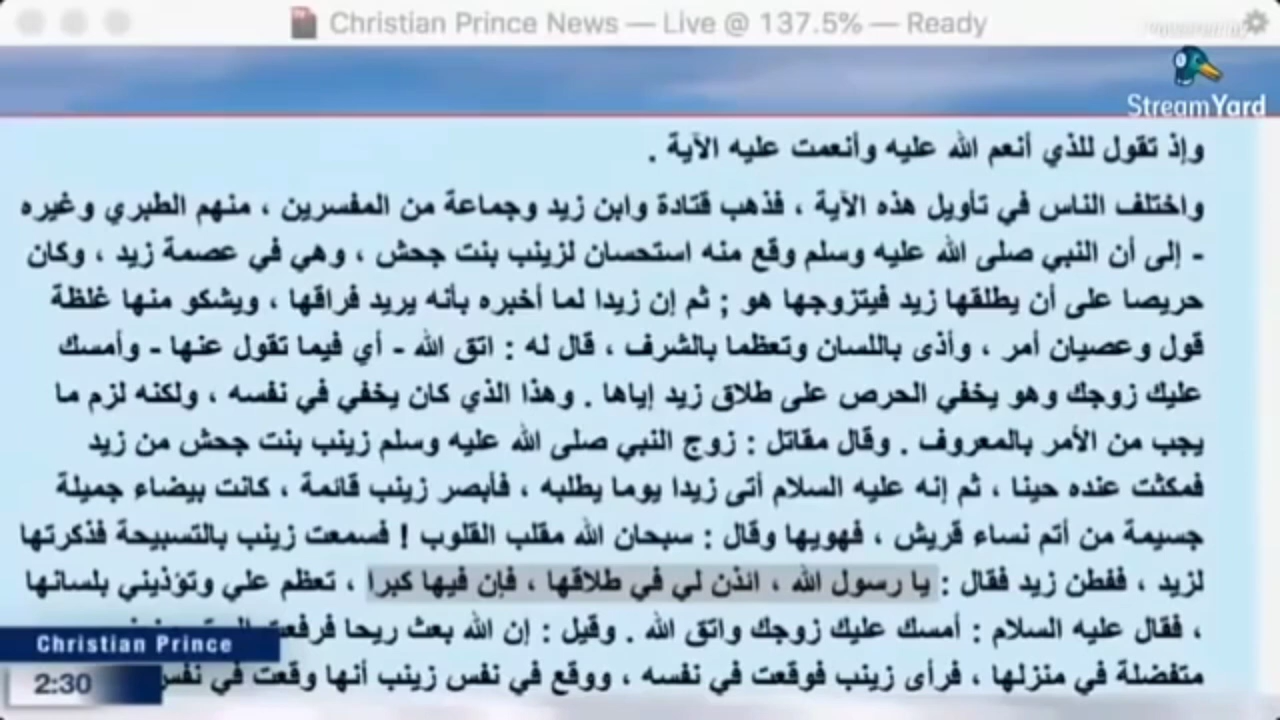 Christian Prince News — Live @ 137.5% — Ready
StreamYard
وإذ تقول للذي أنعم الله عليه وأنعمت عليه الآية .
واختلف الناس في تأويل هذه الآية ، فذهب قتادة وابن زيد وجماعة من المفسرين ، منهم الطبري وغيره
- إلى أن النبي صلى الله عليه وسلم وقع منه استحسان لزينب بنت جحش ، وهي في عصمة زيد ، وكان
حريصا على أن يطلقها زيد فيتزوجها هو ; ثم إن زيدا لما أخبره بأنه يريد فراقها ، ويشكو منها غلظة
قول وعصيان أمر ، وأذى باللسان وتعظما بالشرف ، قال له : اتق الله - أي فيما تقول عنها - وأمسك
عليك زوجك وهو يخفي الحرص على طلاق زيد إياها . وهذا الذي كان يخفي في نفسه ، ولكنه لزم ما
يجب من الأمر بالمعروف . وقال مقاتل : زوج النبي صلى الله عليه وسلم زينب بنت جحش من زيد
فمكثت عنده حينا ، ثم إنه عليه السلام أتى زيدا يوما يطلبه ، فأبصر زينب قائمة ، كانت بيضاء جميلة
جسيمة من أتم نساء قريش ، فهويها وقال : سبحان الله مقلب القلوب ! فسمعت زينب بالتسبيحة فذكرتها
لزيد ، ففطن زيد فقال : يا رسول الله ، ائذن لي في طلاقها ، فإن فيها كبرا ، تعظم علي وتؤذيني بلسانها
، فقال عليه السلام : أمسك عليك زوجك واتق الله . وقيل : إن الله بعث ريحا فرفعت
متفضلة في منزلها ، فرأى زينب فوقعت في نفسه ، ووقع في نفس زينب أنها وقعت في
Christian Prince
2:30